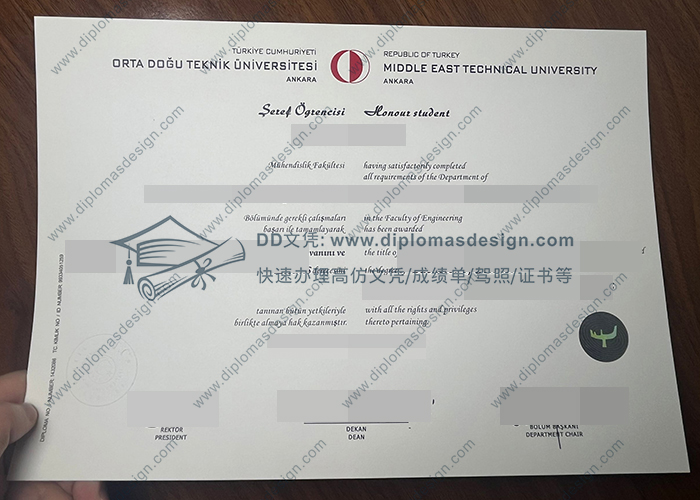 TÜRKİYE CUMHURİYETİ
ORTA DOĞU TEKNİK ÜNİVERSİTESİ
ANKARA
REPUBLIC OF TURKEY
MIDDLE EAST TECHNICAL UNIVERSITY
ANKARA
Şeref Öğrencisi
Honour student
Mühendislik Fakültesi
having satisfactorily completed
all requirements of the Department of
Bölümünde gerekli çalışmaları
başarı ile tamamlayarak
in the Faculty of Engineering
has been awarded
DD文凭: www.diplomasdesign.com
快速办理高仿文凭/成绩单/驾照/证书等
vanını ve
the title of
tanınan bütün yetkileriyle
birlikte almaya hak kazanmıştır.
with all the rights and privileges
thereto pertaining.
REKTÖR
PRESIDENT
DEKAN
DEAN
BÖLÜM BAŞKANI
DEPARTMENT CHAIR
www.diplomasdesign.com